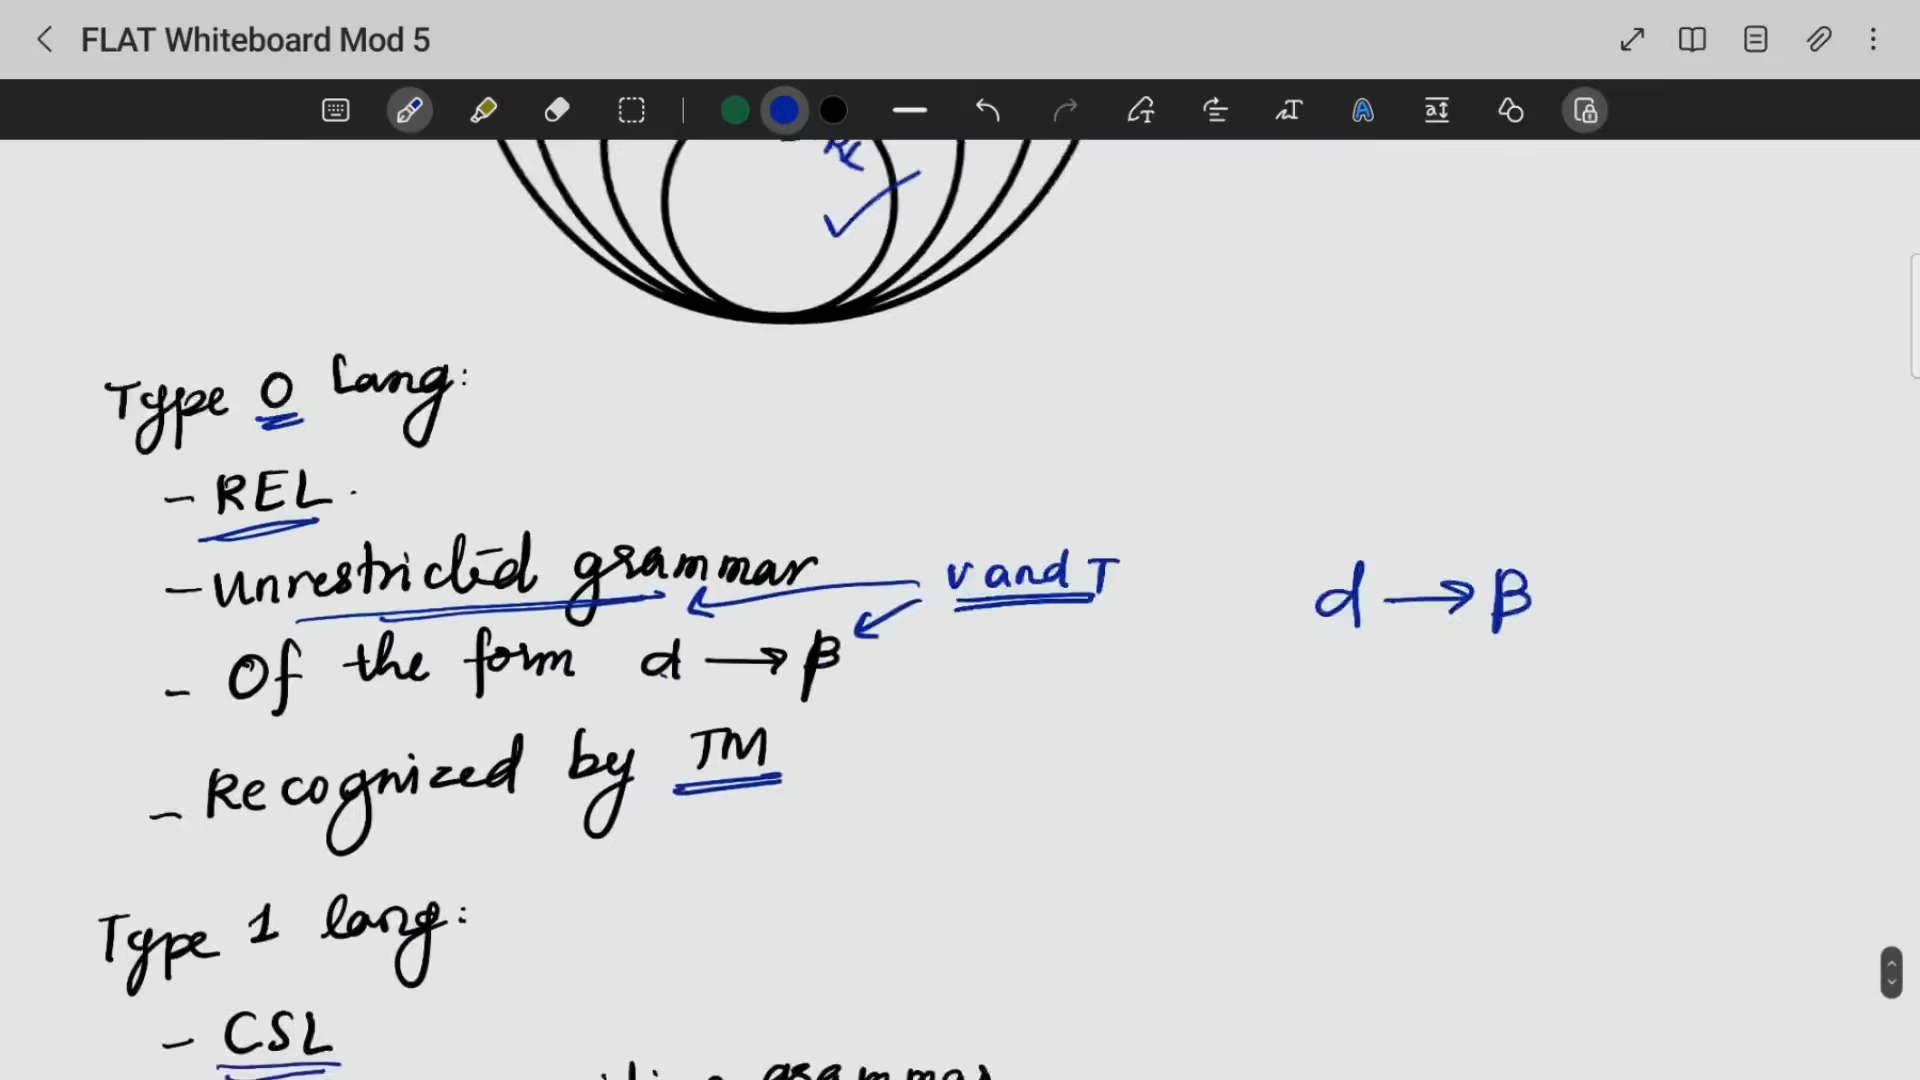 FLAT Whiteboard Mod 5
Type 0 lang:
- REL.
- Unrestricted grammar
V and T
α → β
- Of the form α → β
- Recognized by TM
Type 1 lang:
- CSL
grammar